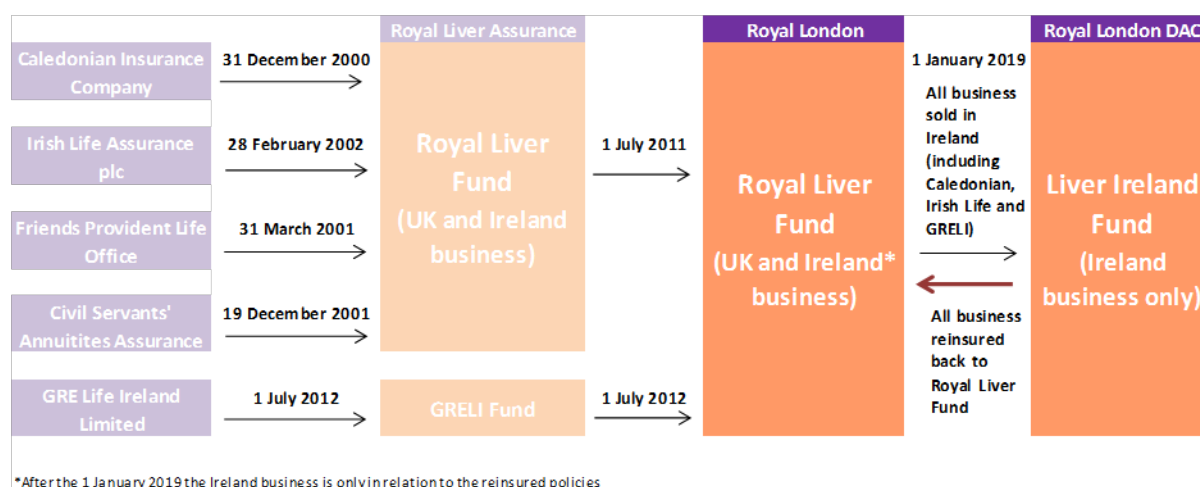 Royal Liver Assurance
Royal London
Royal London DAC
Caledonian Insurance
Company
31 December 2000
Irish Life Assurance
plc
28 February 2002
Friends Provident Life
Office
31 March 2001
Civil Servants'
Annuitites Assurance
19 December 2001
Royal Liver
Fund
(UK and Ireland
business)
1 July 2011
GRE Life Ireland
Limited
1 July 2012
GRELI Fund
1 July 2012
Royal Liver
Fund
(UK and Ireland*
business)
1 January 2019
All business
sold in
Ireland
(including
Caledonian,
Irish Life and
GRELI)
All business
reinsured
back to
Royal Liver
Fund
Liver Ireland
Fund
(Ireland
business only)
*After the 1 January 2019 the Ireland business is only in relation to the reinsured policies